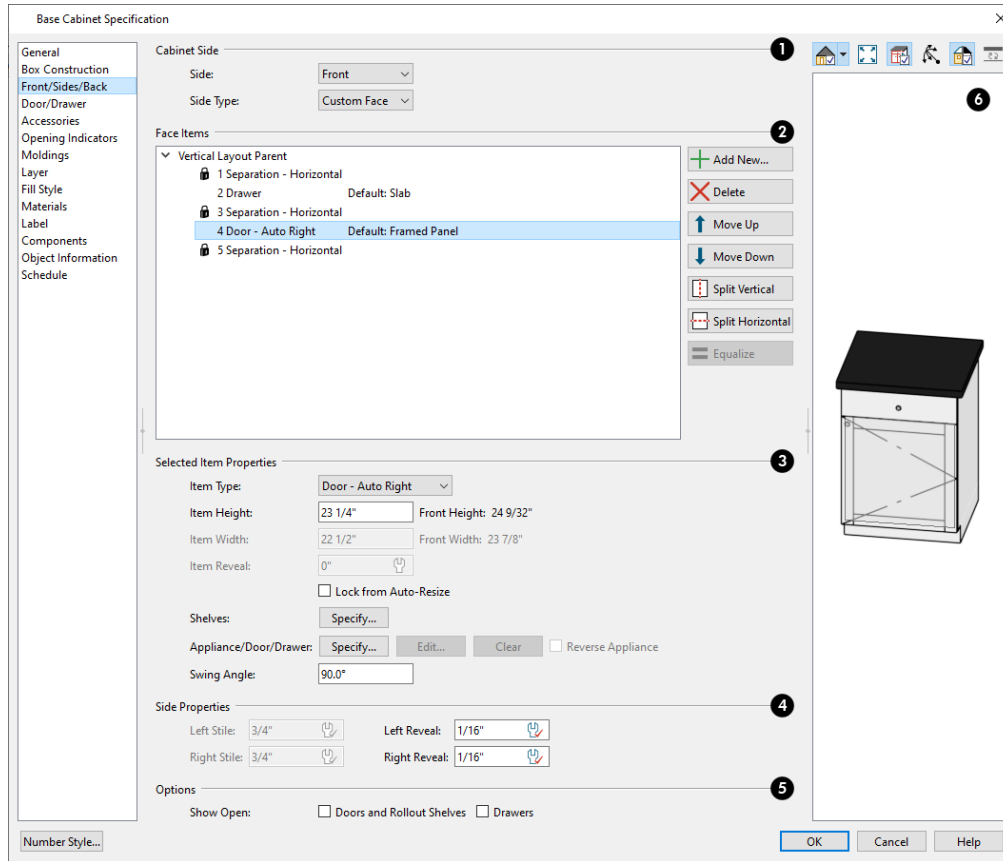 Base Cabinet Specification
General
Box Construction
Front/Sides/Back
Door/Drawer
Accessories
Opening Indicators
Moldings
Layer
Fill Style
Materials
Label
Components
Object Information
Schedule
Cabinet Side 1
Side: Front
Side Type: Custom Face
Face Items 2
Vertical Layout Parent
1 Separation - Horizontal
2 Drawer Default: Slab
3 Separation - Horizontal
4 Door - Auto Right Default: Framed Panel
5 Separation - Horizontal
Add New...
Delete
Move Up
Move Down
Split Vertical
Split Horizontal
Equalize
Selected Item Properties 3
Item Type: Door - Auto Right
Item Height: 23 1/4" Front Height: 24 9/32"
Item Width: 22 1/2" Front Width: 23 7/8"
Item Reveal: 0"
Lock from Auto-Resize
Shelves: Specify...
Appliance/Door/Drawer: Specify... Edit... Clear Reverse Appliance
Swing Angle: 90.0°
Side Properties 4
Left Stile: 3/4" Left Reveal: 1/16"
Right Stile: 3/4" Right Reveal: 1/16"
Options 5
Show Open: Doors and Rollout Shelves Drawers
6
Number Style... OK Cancel Help